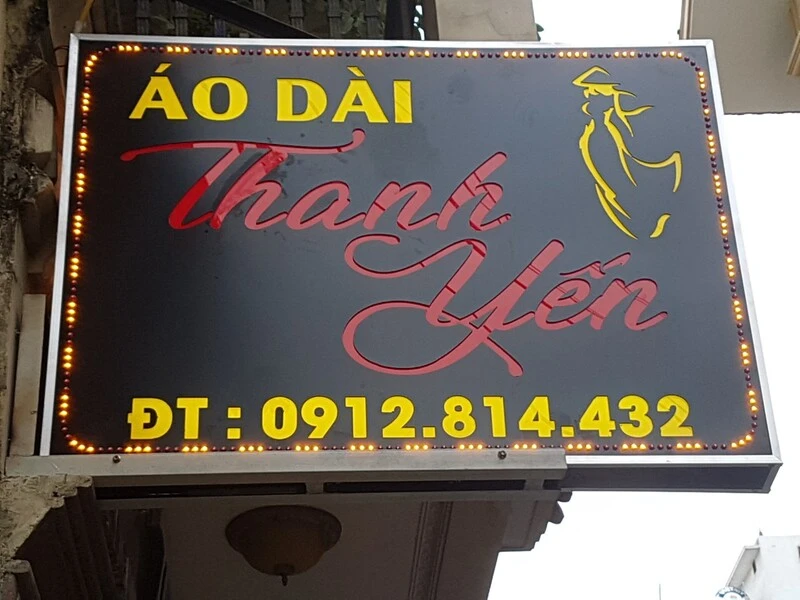 ÁO DÀI
Thanh
Yến
ĐT : 0912.814.432